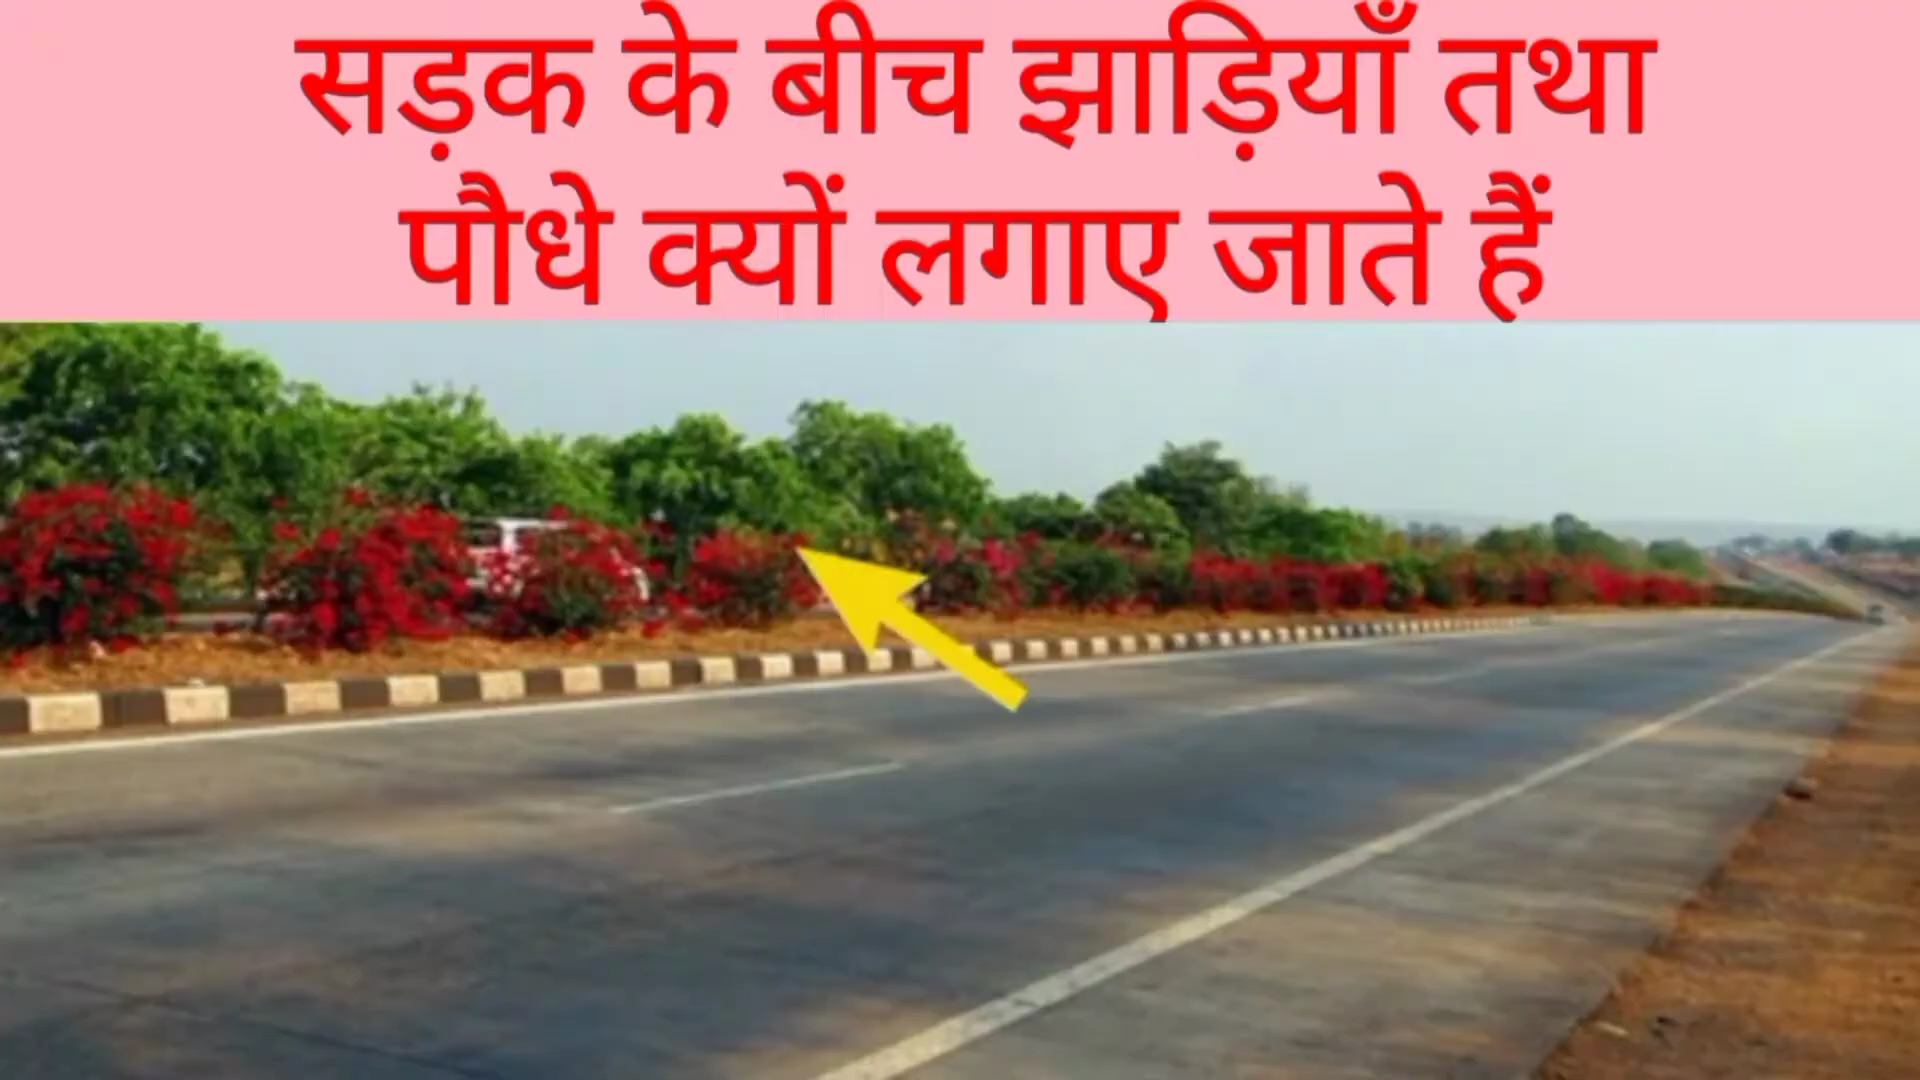 सड़क के बीच झाड़ियाँ तथा
पौधे क्यों लगाए जाते हैं